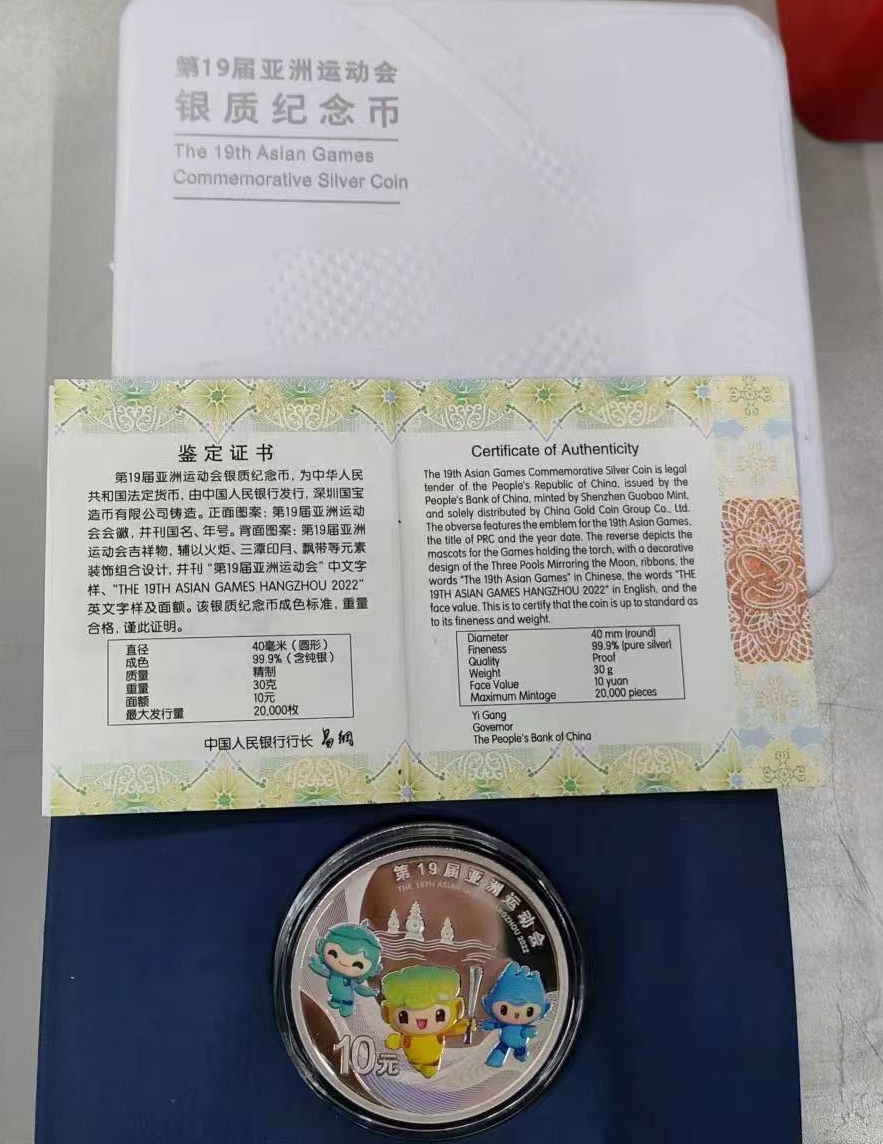 第19届亚洲运动会
银质纪念币
The 19th Asian Games
Commemorative Silver Coin
鉴定证书
第19届亚洲运动会银质纪念币，为中华人民
共和国法定货币，由中国人民银行发行，深圳国宝
造币有限公司铸造。正面图案：第19届亚洲运动
会会徽，并刊国名、年号。背面图案：第19届亚洲
运动会吉祥物，辅以火炬、三潭印月、飘带等元素
装饰组合设计，并刊“第19届亚洲运动会”中文字
样、“THE 19TH ASIAN GAMES HANGZHOU 2022”
英文字样及面额。该银质纪念币成色标准，重量
合格，谨此证明。
直径 40毫米（圆形）
成色 99.9%（含纯银）
质量 精制
重量 30克
面额 10元
最大发行量 20,000枚
中国人民银行行长 易纲
Certificate of Authenticity
The 19th Asian Games Commemorative Silver Coin is legal
tender of the People's Republic of China, issued by the
People's Bank of China, minted by Shenzhen Guobao Mint,
and solely distributed by China Gold Coin Group Co., Ltd.
The obverse features the emblem for the 19th Asian Games,
the title of PRC and the year date. The reverse depicts the
mascots for the Games holding the torch, with a decorative
design of the Three Pools Mirroring the Moon, ribbons, the
words "The 19th Asian Games" in Chinese, the words "THE
19TH ASIAN GAMES HANGZHOU 2022" in English, and the
face value. This is to certify that the coin is up to standard as
to its fineness and weight.
Diameter 40 mm (round)
Fineness 99.9% (pure silver)
Quality Proof
Weight 30 g
Face Value 10 yuan
Maximum Mintage 20,000 pieces
Yi Gang
Governor
The People's Bank of China
第19届亚洲运动会
THE 19TH ASIAN
2022
10元